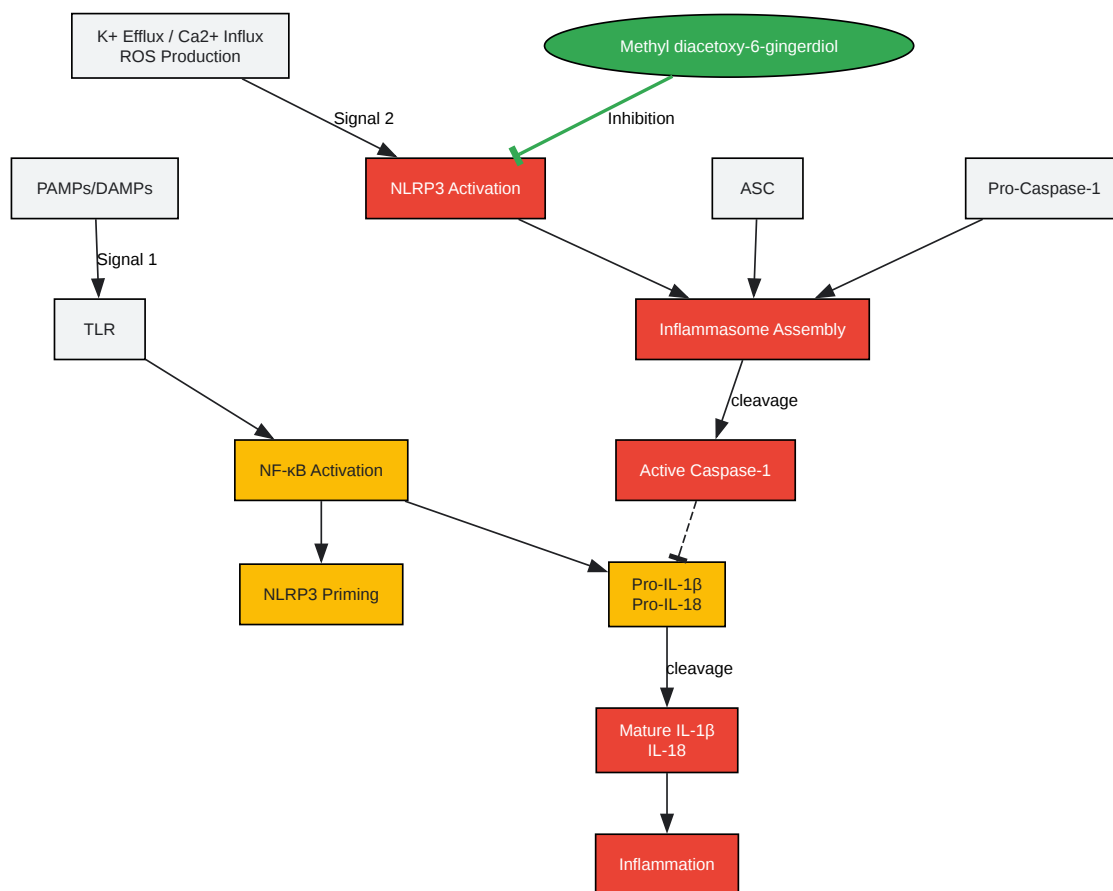 K+ Efflux / Ca2+ Influx
ROS Production
Methyl diacetoxy-6-gingerdiol
Signal 2
Inhibition
PAMPs/DAMPs
NLRP3 Activation
ASC
Pro-Caspase-1
Signal 1
TLR
Inflammasome Assembly
cleavage
NF-κB Activation
Active Caspase-1
NLRP3 Priming
Pro-IL-1β
Pro-IL-18
cleavage
Mature IL-1β
IL-18
Inflammation